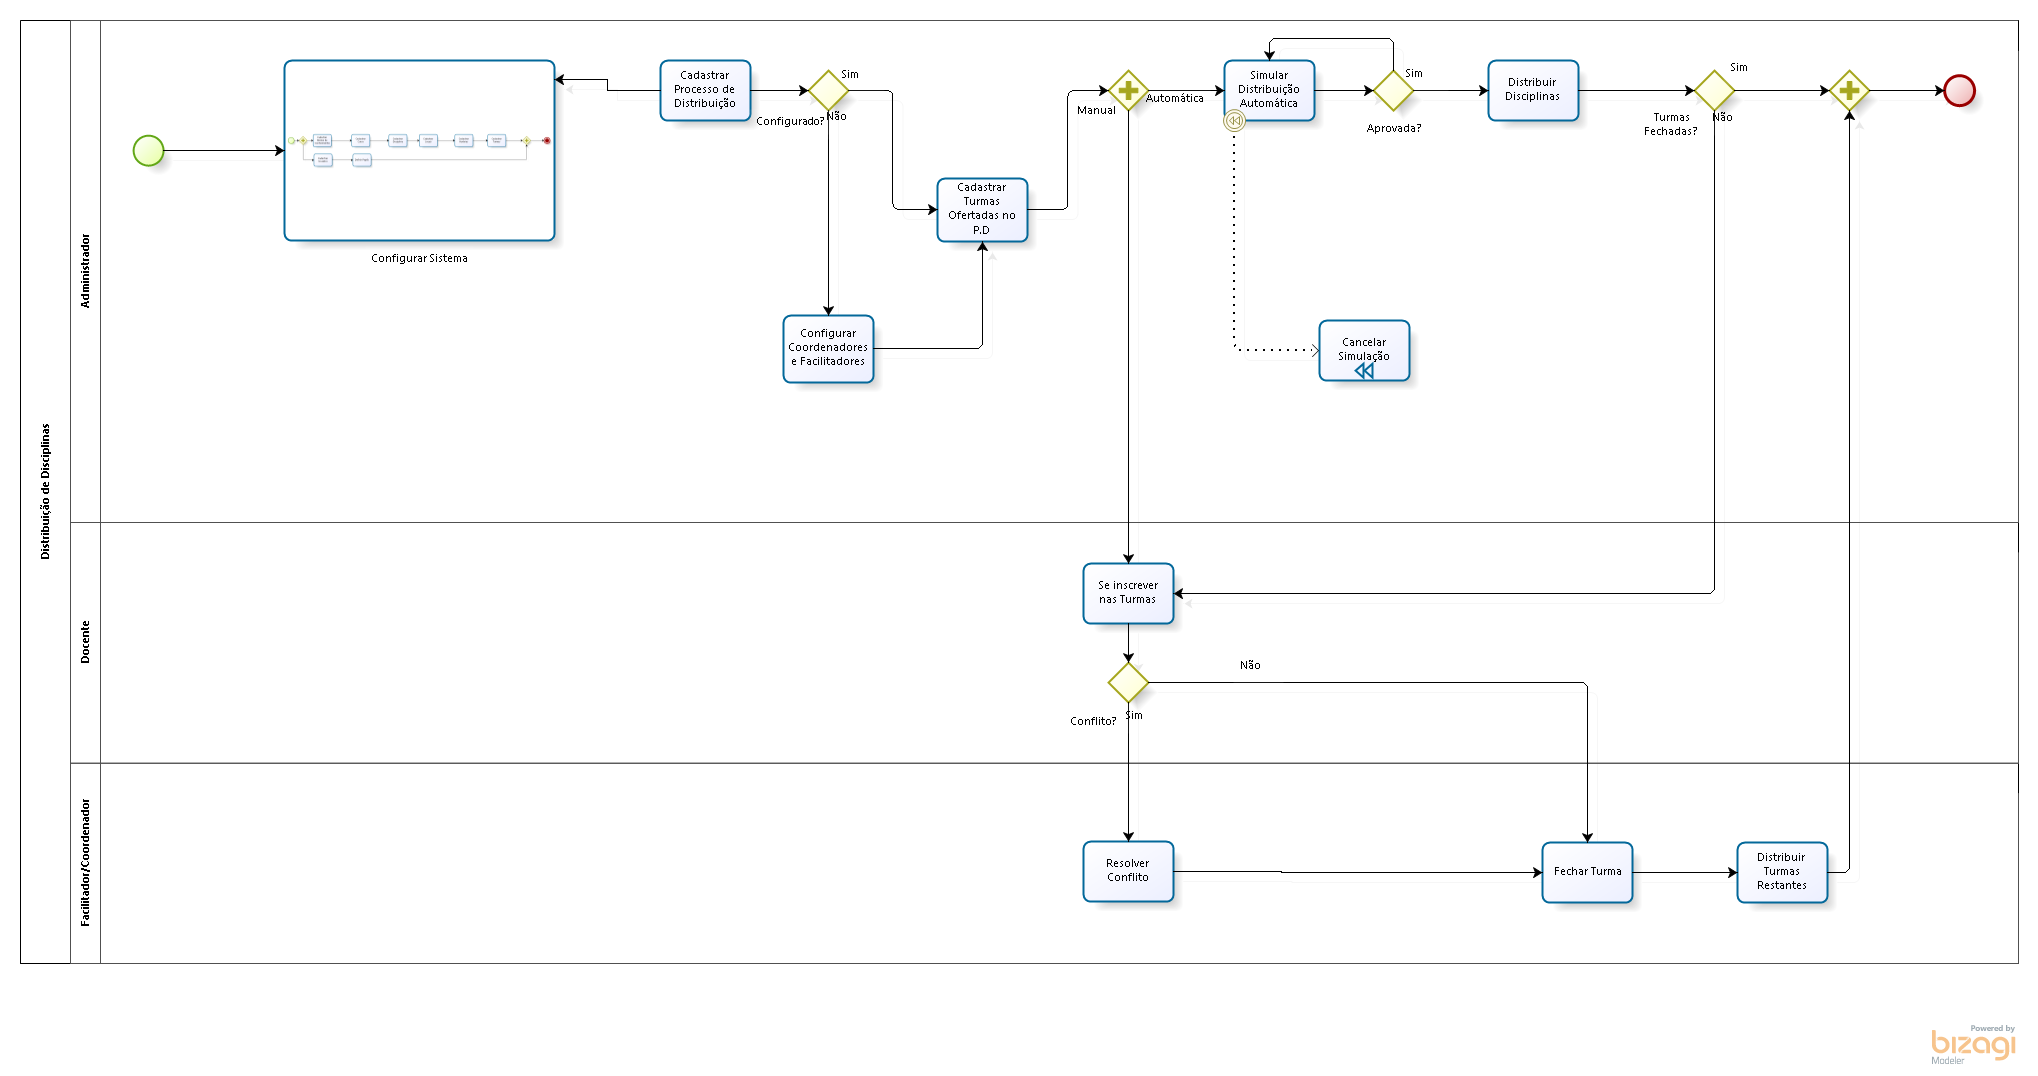 Distribuição de Disciplinas
Administrador
Configurar Sistema
Cadastrar
Processo de
Distribuição
Configurado?
Sim
Não
Configurar
Coordenadores
e Facilitadores
Cadastrar
Turmas
Ofertadas no
P.D
Manual
Automática
Simular
Distribuição
Automática
Aprovada?
Sim
Cancelar
Simulação
Distribuir
Disciplinas
Turmas
Fechadas?
Sim
Não
Docente
Se inscrever
nas Turmas
Conflito?
Sim
Não
Facilitador/Coordenador
Resolver
Conflito
Fechar Turma
Distribuir
Turmas
Restantes
Powered by
bizagi
Modeler